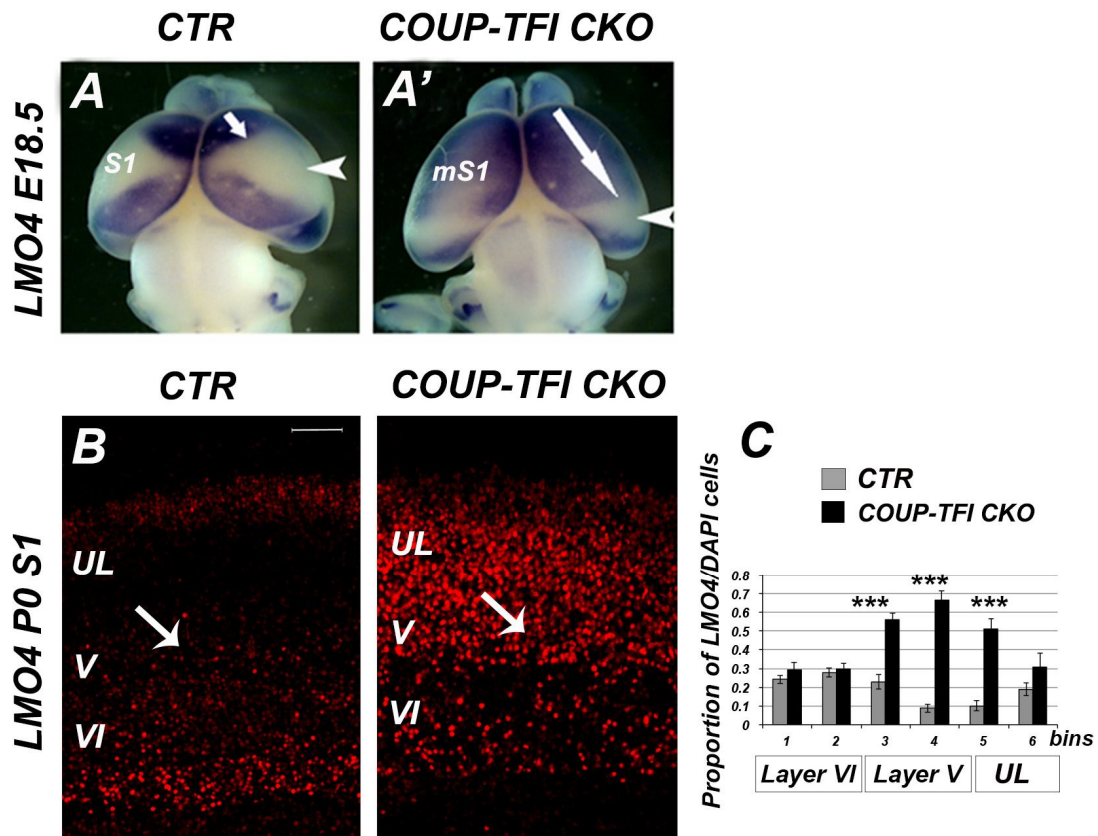 CTR COUP-TFI CKO
LMO4 E18.5
A
S1
A'
mS1
CTR COUP-TFI CKO
LMO4 P0 S1
B
UL
V
VI
UL
V
VI
C
CTR
COUP-TFI CKO
Proportion of LMO4/DAPI cells
0.8
0.7
0.6
0.5
0.4
0.3
0.2
0.1
0
*** *** ***
1 2 3 4 5 6 bins
Layer VI Layer V UL